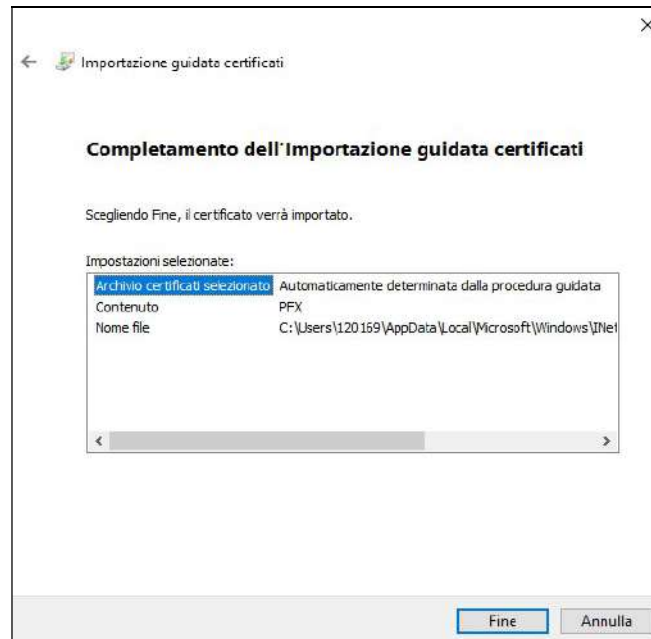 Importazione guidata certificati
Completamento dell'Importazione guidata certificati
Scegliendo Fine, il certificato verrà importato.
Impostazioni selezionate:
Archivio certificati selezionato Automaticamente determinata dalla procedura guidata
Contenuto PFX
Nome file C:\Users\120169\AppData\Local\Microsoft\Windows\INet
Fine Annulla